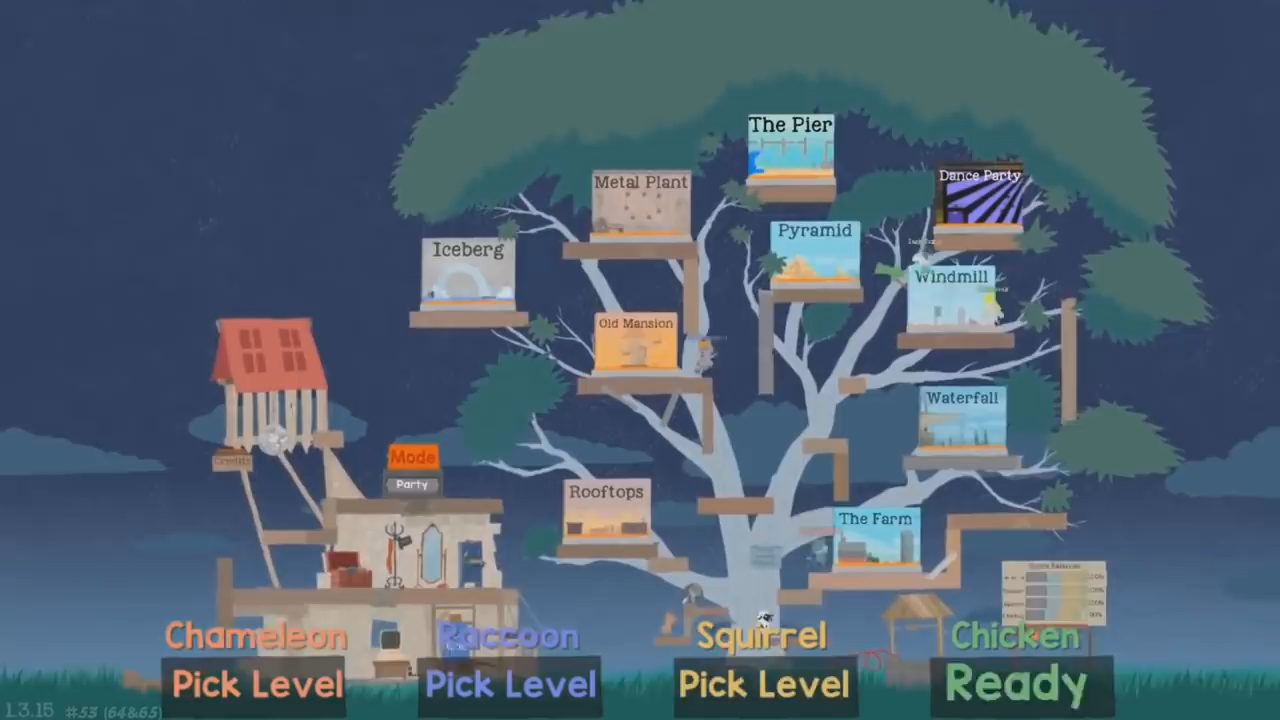 The Pier
Metal Plant
Dance Party
Pyramid
Iceberg
Windmill
Old Mansion
Waterfall
Credits
Mode
Party
Rooftops
The Farm
Chameleon
Raccoon
Squirrel
Chicken
Pick Level
Pick Level
Pick Level
Ready
1.3.15 #53 (64&65)